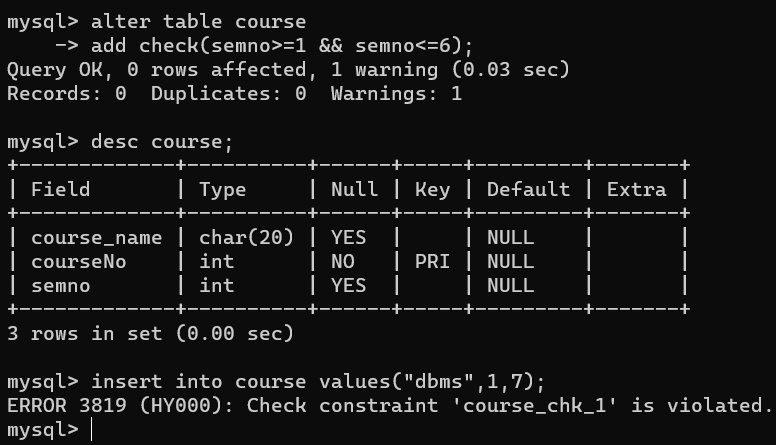 mysql> alter table course
    -> add check(semno>=1 && semno<=6);
Query OK, 0 rows affected, 1 warning (0.03 sec)
Records: 0  Duplicates: 0  Warnings: 1

mysql> desc course;
+-------------+----------+------+-----+---------+-------+
| Field       | Type     | Null | Key | Default | Extra |
+-------------+----------+------+-----+---------+-------+
| course_name | char(20) | YES  |     | NULL    |       |
| courseNo    | int      | NO   | PRI | NULL    |       |
| semno       | int      | YES  |     | NULL    |       |
+-------------+----------+------+-----+---------+-------+
3 rows in set (0.00 sec)

mysql> insert into course values("dbms",1,7);
ERROR 3819 (HY000): Check constraint 'course_chk_1' is violated.
mysql>